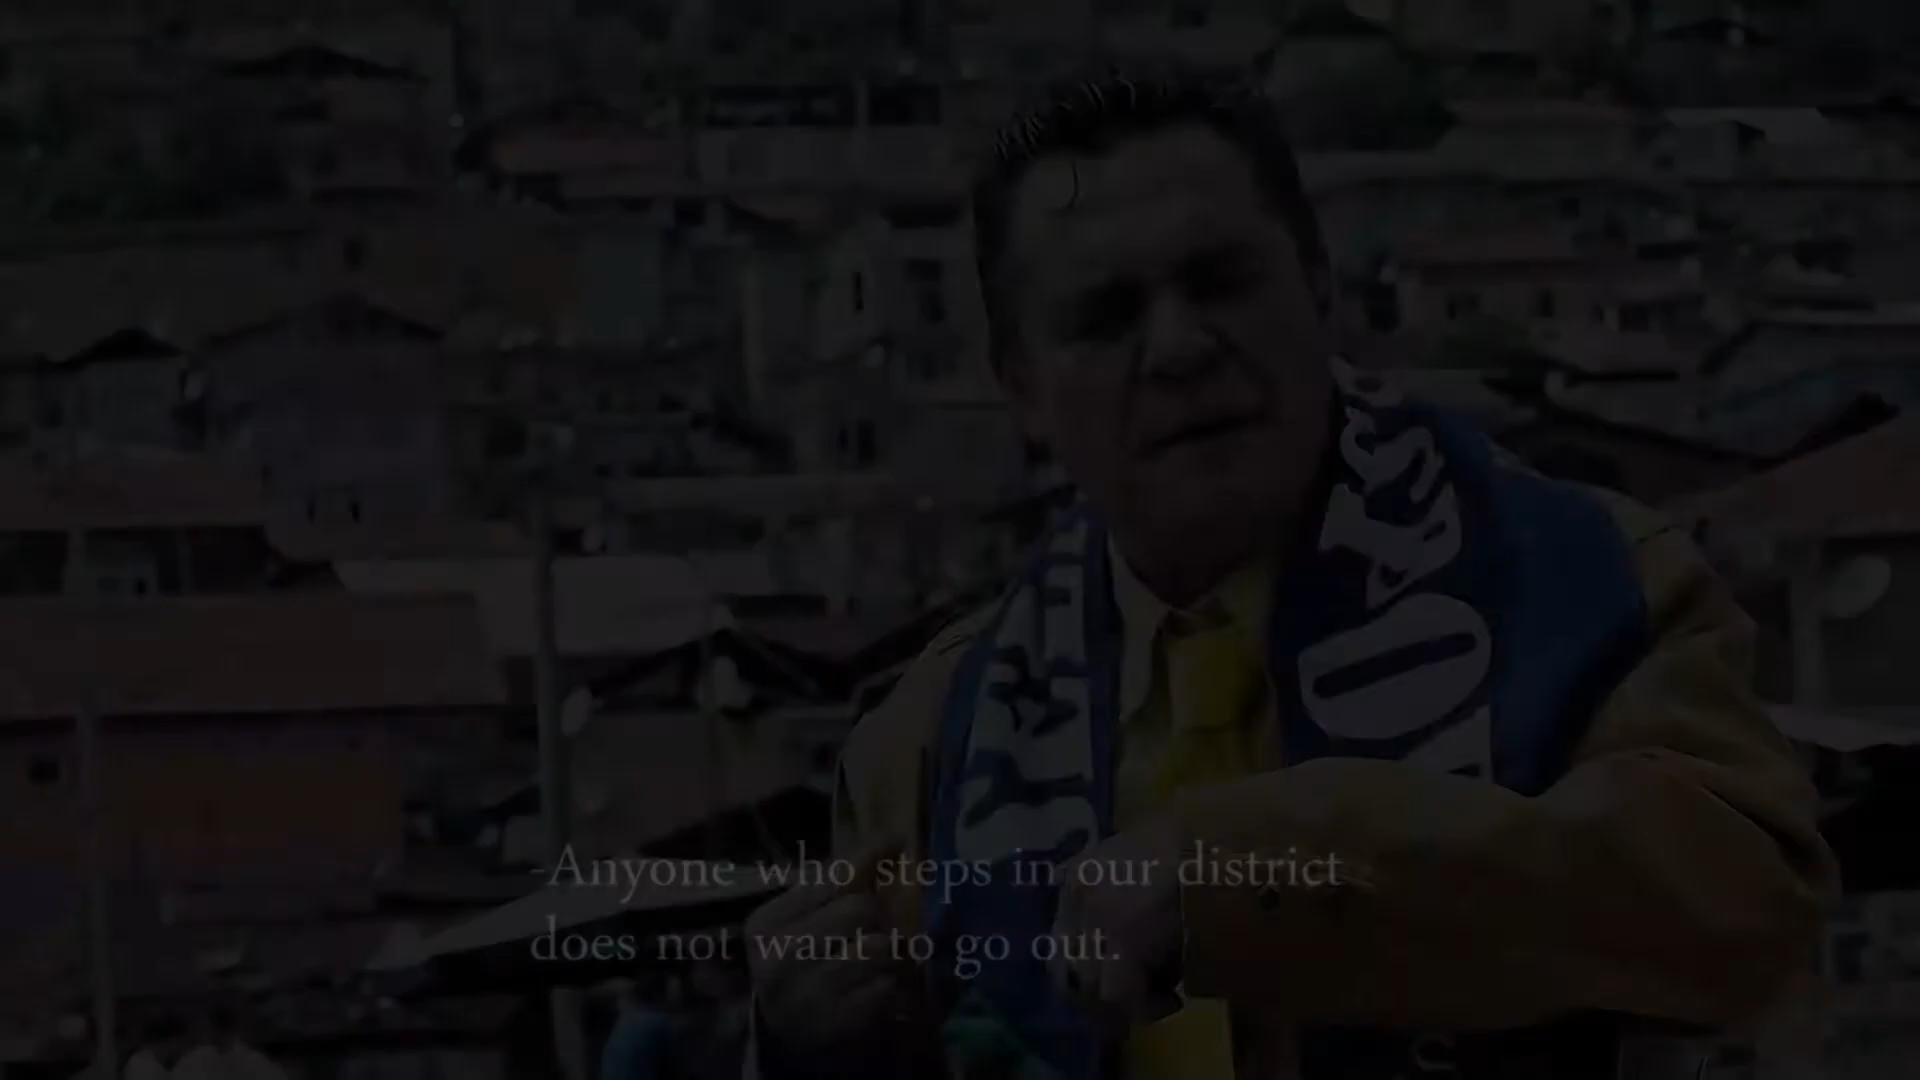 -Anyone who steps in our district
does not want to go out.